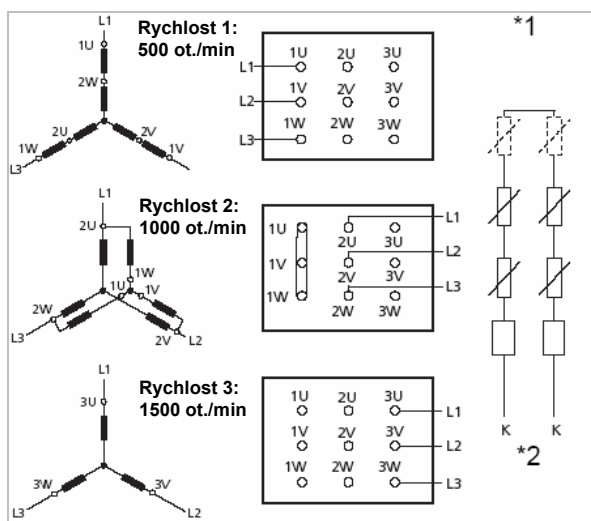 L1
1U
2W
2U
2V
1W
1V
L3
Rychlost 1:
500 ot./min
1U 2U 3U
L1
1V 2V 3V
L2
1W 2W 3W
L3
L1
2U
1W
1U
1V
2W
2V
L3
L2
Rychlost 2:
1000 ot./min
1U
L1
2U 3U
L2
1V
2V 3V
L3
1W
2W 3W
L1
3U
3W
3V
L3
L2
Rychlost 3:
1500 ot./min
1U 2U 3U
L1
1V 2V 3V
L2
1W 2W 3W
L3
*1
K K
*2